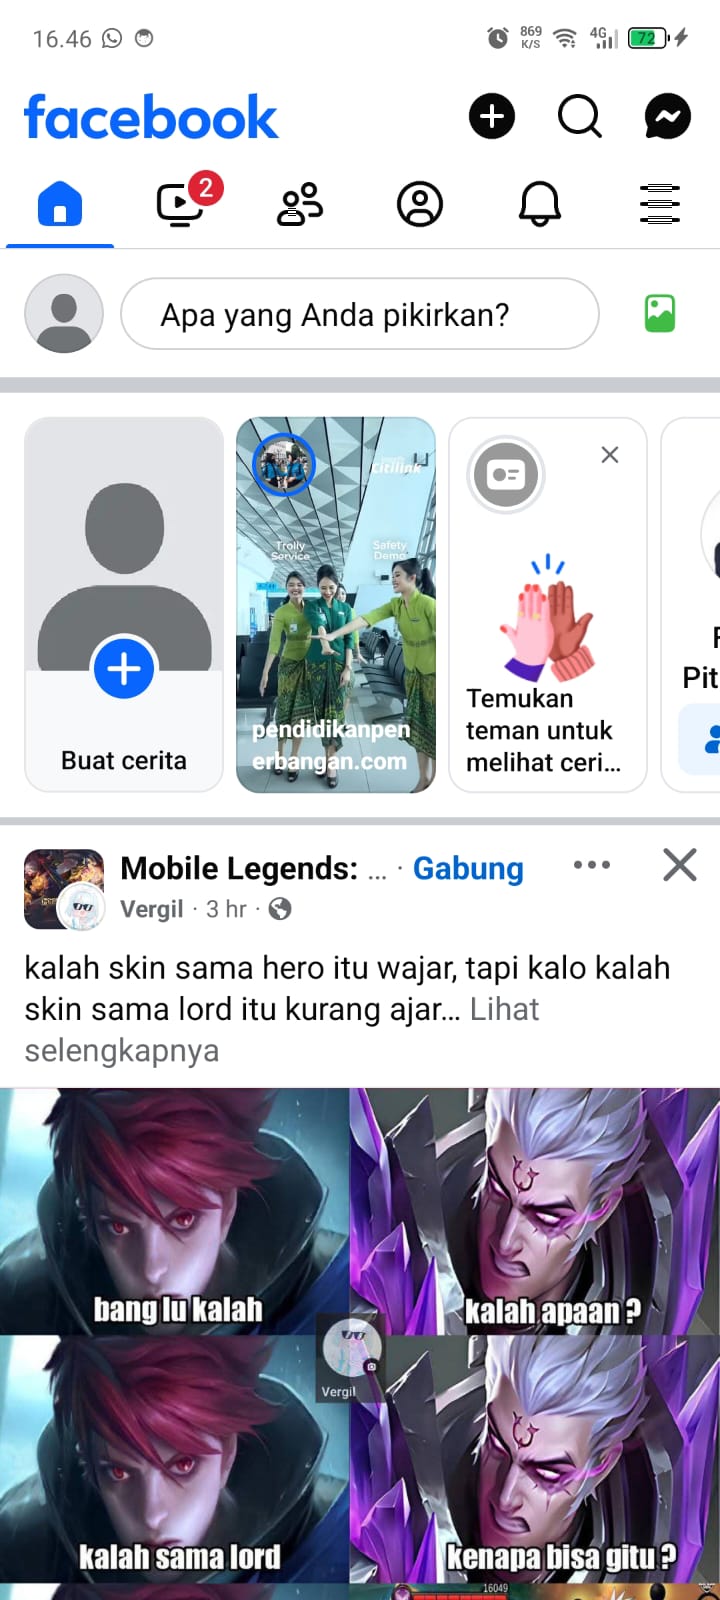 16.46
869
K/S
4G
72
facebook
2
Apa yang Anda pikirkan?
Buat cerita
citilink
Trolly
Service
Safety
Demo
pendidikanpen
erbangan.com
Temukan
teman untuk
melihat ceri...
Pit
Mobile Legends: ... · Gabung
Vergil · 3 hr ·
kalah skin sama hero itu wajar, tapi kalo kalah
skin sama lord itu kurang ajar... Lihat
selengkapnya
bang lu kalah
kalah apaan ?
Vergil
kalah sama lord
kenapa bisa gitu ?
16049